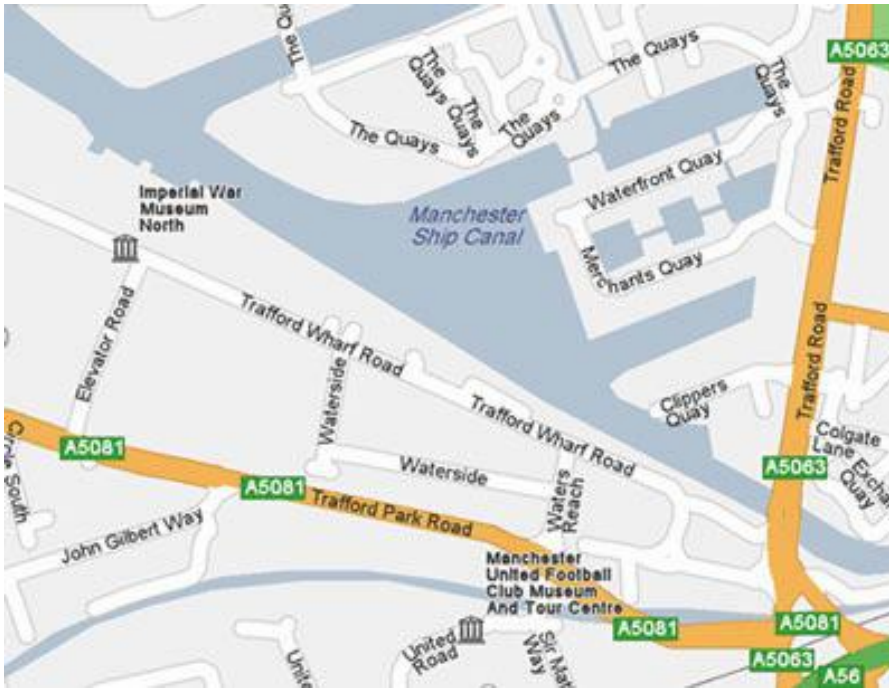 The Quays
A5063
The Quays
The Quays
The Quays
The Quays
The Quays
The Quays
Trafford Road
Imperial War
Museum
North
Waterfront Quay
Manchester
Ship Canal
Merchants Quay
Trafford Wharf Road
Elevator Road
Trafford Road
Waterside
Clippers
Quay
Trafford Wharf Road
Colgate
Lane
A5081
A5063
Waterside
A5081
Waters
Reach
Quay
Trafford Park Road
John Gilbert Way
South
Manchester
United Football
Club Museum
And Tour Centre
A5081
A5081
United
Road
Way
A5063
A56